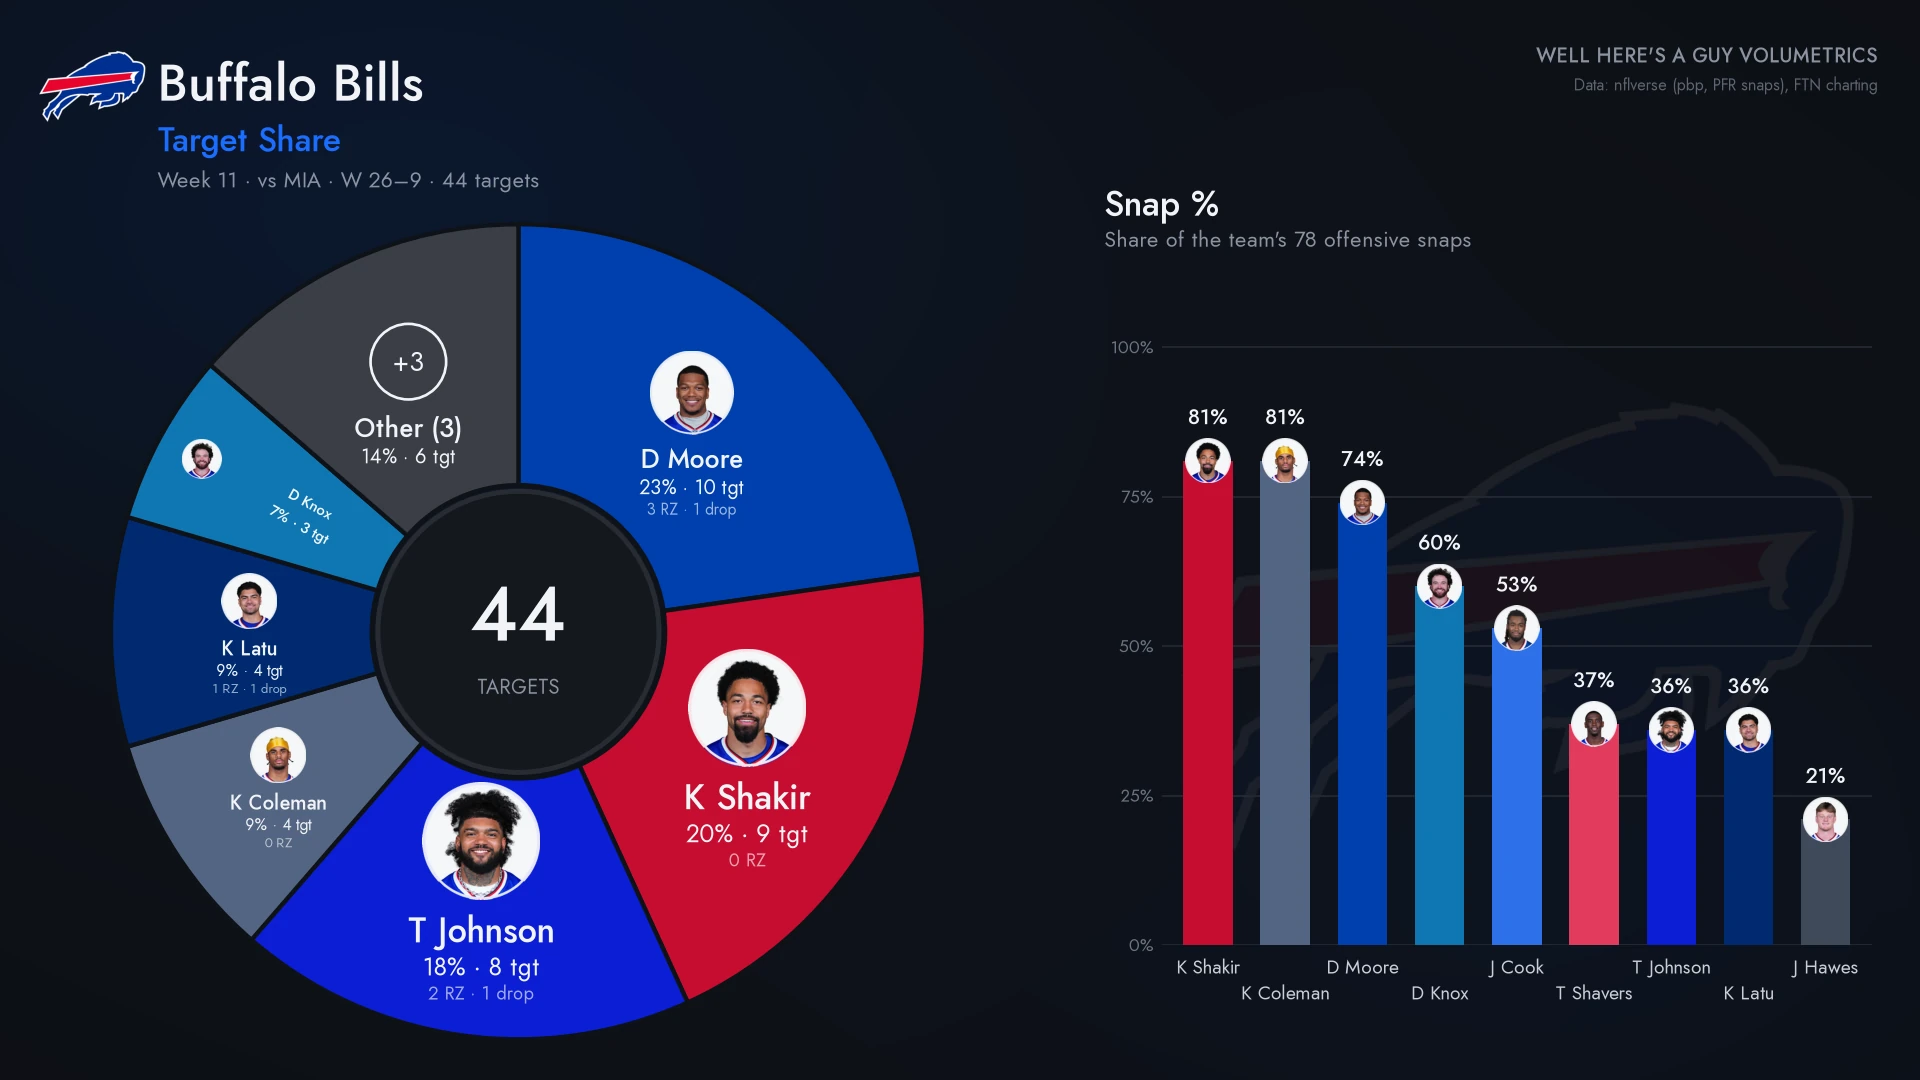 Buffalo Bills
Target Share
Week 11 · vs MIA · W 26–9 · 44 targets
WELL HERE'S A GUY VOLUMETRICS
Data: nflverse (pbp, PFR snaps), FTN charting
+3
Other (3)
14% · 6 tgt
D Moore
23% · 10 tgt
3 RZ · 1 drop
D Knox
7% · 3 tgt
K Latu
9% · 4 tgt
1 RZ · 1 drop
K Coleman
9% · 4 tgt
0 RZ
44
TARGETS
K Shakir
20% · 9 tgt
0 RZ
T Johnson
18% · 8 tgt
2 RZ · 1 drop
Snap %
Share of the team's 78 offensive snaps
100%
75%
50%
25%
0%
81%
81%
74%
60%
53%
37%
36%
36%
21%
K Shakir
K Coleman
D Moore
D Knox
J Cook
T Shavers
T Johnson
K Latu
J Hawes